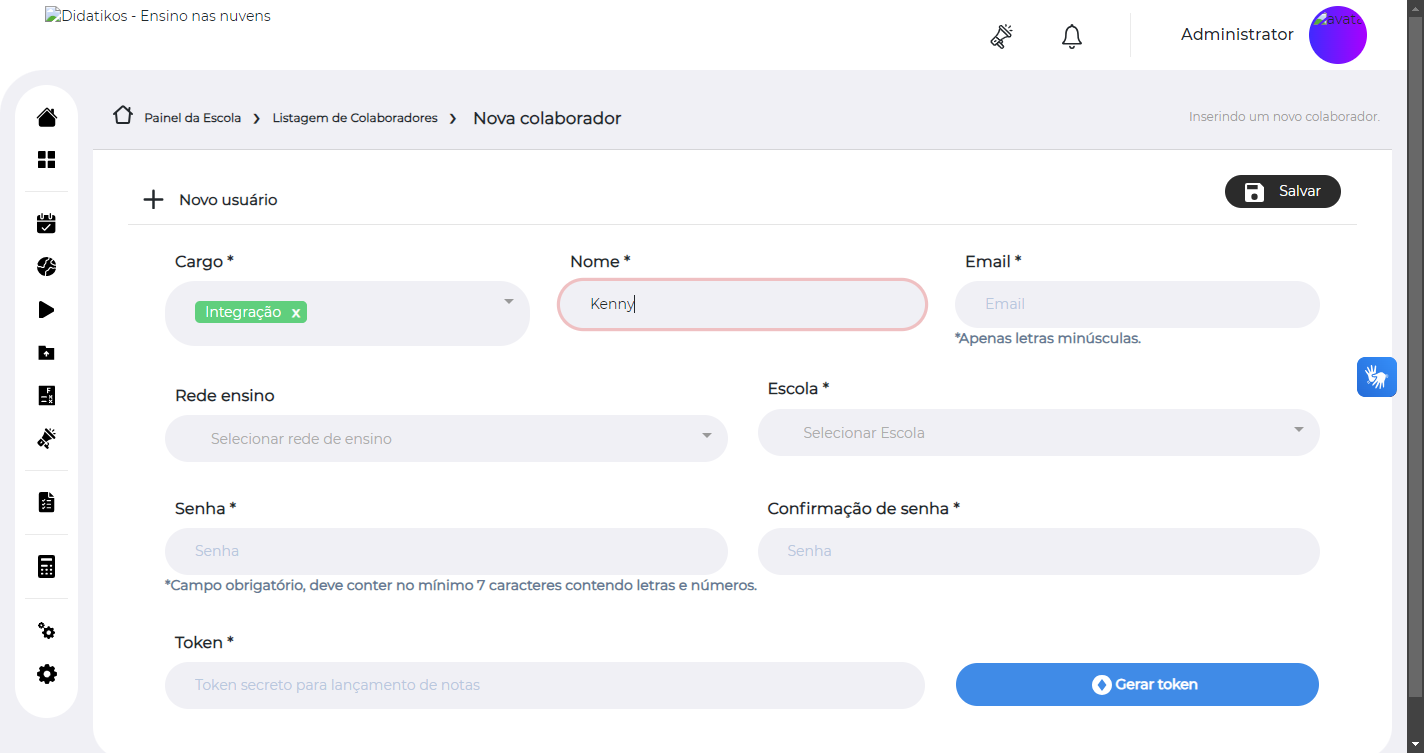 Didatikos - Ensino nas nuvens
Administrator
Painel da Escola > Listagem de Colaboradores > Nova colaborador
Inserindo um novo colaborador.
Novo usuário
Salvar
Cargo *
Nome *
Email *
Integração x
Kenny
Email
*Apenas letras minúsculas.
Rede ensino
Escola *
Selecionar rede de ensino
Selecionar Escola
Senha *
Confirmação de senha *
Senha
Senha
*Campo obrigatório, deve conter no mínimo 7 caracteres contendo letras e números.
Token *
Token secreto para lançamento de notas
Gerar token